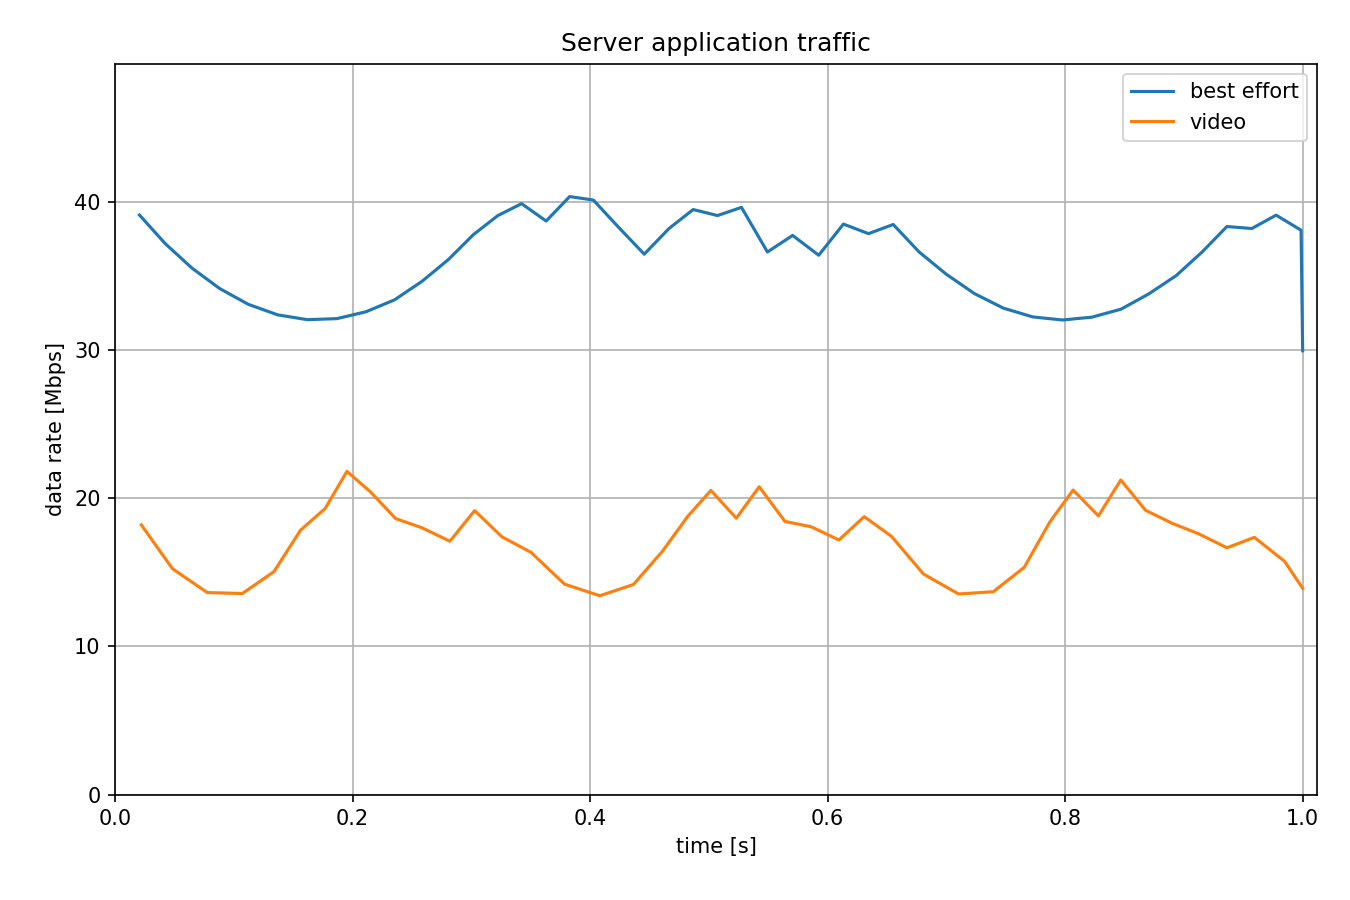 Server application traffic
best effort
video
40
30
20
10
0
data rate [Mbps]
0.0 0.2 0.4 0.6 0.8 1.0
time [s]